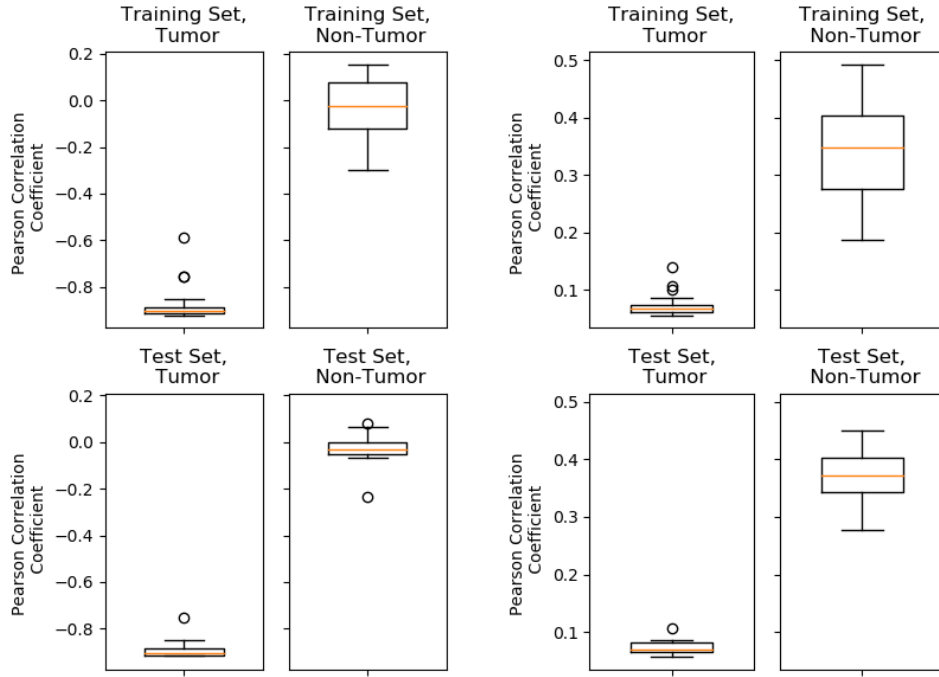 Training Set,
Tumor
Training Set,
Non-Tumor
Pearson Correlation
Coefficient
0.2
0.0
−0.2
−0.4
−0.6
−0.8
Training Set,
Tumor
Training Set,
Non-Tumor
Pearson Correlation
Coefficient
0.5
0.4
0.3
0.2
0.1
Test Set,
Tumor
Test Set,
Non-Tumor
Pearson Correlation
Coefficient
0.2
0.0
−0.2
−0.4
−0.6
−0.8
Test Set,
Tumor
Test Set,
Non-Tumor
Pearson Correlation
Coefficient
0.5
0.4
0.3
0.2
0.1